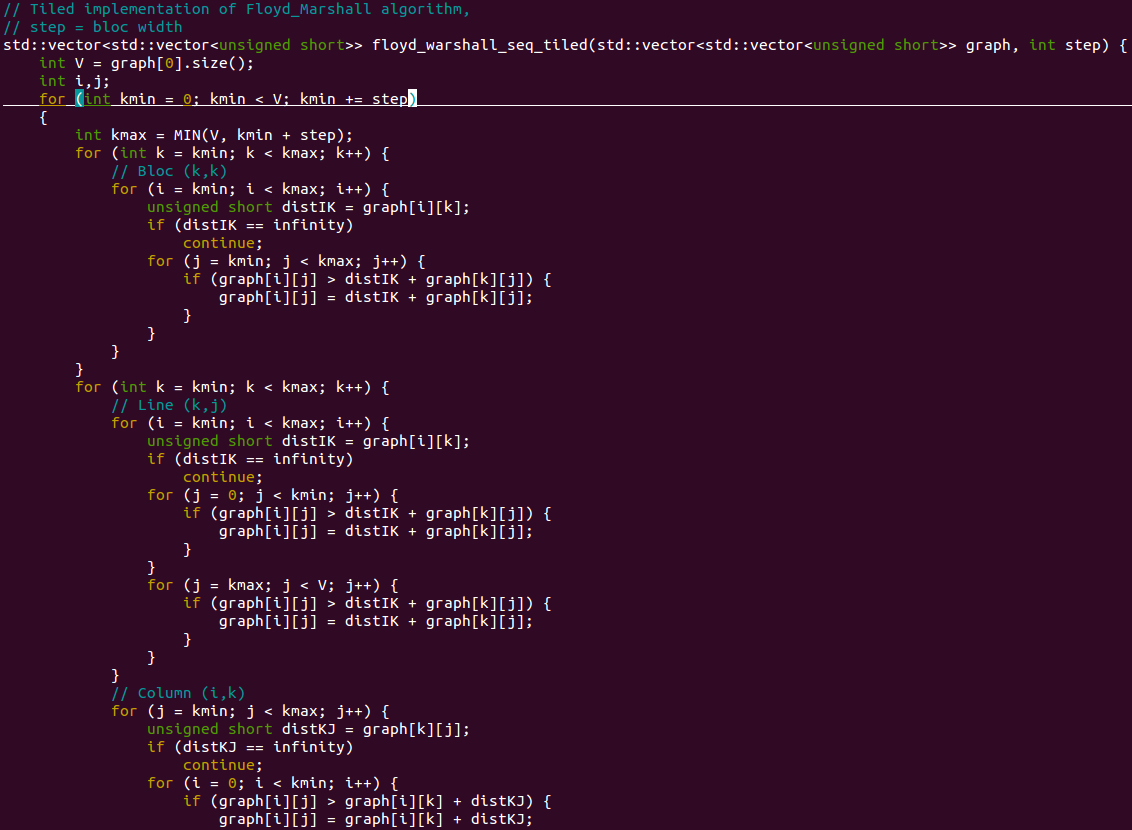 // Tiled implementation of Floyd_Marshall algorithm,
// step = bloc width
std::vector<std::vector<unsigned short>> floyd_warshall_seq_tiled(std::vector<std::vector<unsigned short>> graph, int step) {
    int V = graph[0].size();
    int i,j;
    for (int kmin = 0; kmin < V; kmin += step)
    {
        int kmax = MIN(V, kmin + step);
        for (int k = kmin; k < kmax; k++) {
            // Bloc (k,k)
            for (i = kmin; i < kmax; i++) {
                unsigned short distIK = graph[i][k];
                if (distIK == infinity)
                    continue;
                for (j = kmin; j < kmax; j++) {
                    if (graph[i][j] > distIK + graph[k][j]) {
                        graph[i][j] = distIK + graph[k][j];
                    }
                }
            }
        }
        for (int k = kmin; k < kmax; k++) {
            // Line (k,j)
            for (i = kmin; i < kmax; i++) {
                unsigned short distIK = graph[i][k];
                if (distIK == infinity)
                    continue;
                for (j = 0; j < kmin; j++) {
                    if (graph[i][j] > distIK + graph[k][j]) {
                        graph[i][j] = distIK + graph[k][j];
                    }
                }
                for (j = kmax; j < V; j++) {
                    if (graph[i][j] > distIK + graph[k][j]) {
                        graph[i][j] = distIK + graph[k][j];
                    }
                }
            }
            // Column (i,k)
            for (j = kmin; j < kmax; j++) {
                unsigned short distKJ = graph[k][j];
                if (distKJ == infinity)
                    continue;
                for (i = 0; i < kmin; i++) {
                    if (graph[i][j] > graph[i][k] + distKJ) {
                        graph[i][j] = graph[i][k] + distKJ;